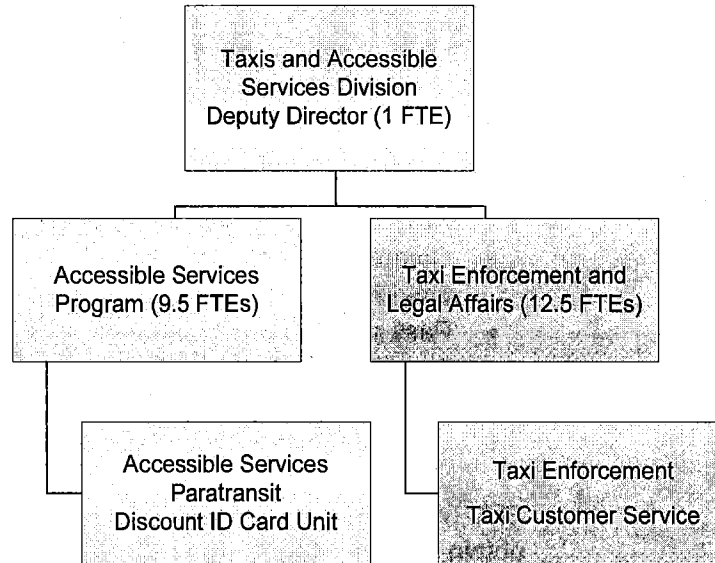 Taxis and Accessible
Services Division
Deputy Director (1 FTE)
Accessible Services
Program (9.5 FTEs)
Taxi Enforcement and
Legal Affairs (12.5 FTEs)
Accessible Services
Paratransit
Discount ID Card Unit
Taxi Enforcement
Taxi Customer Service